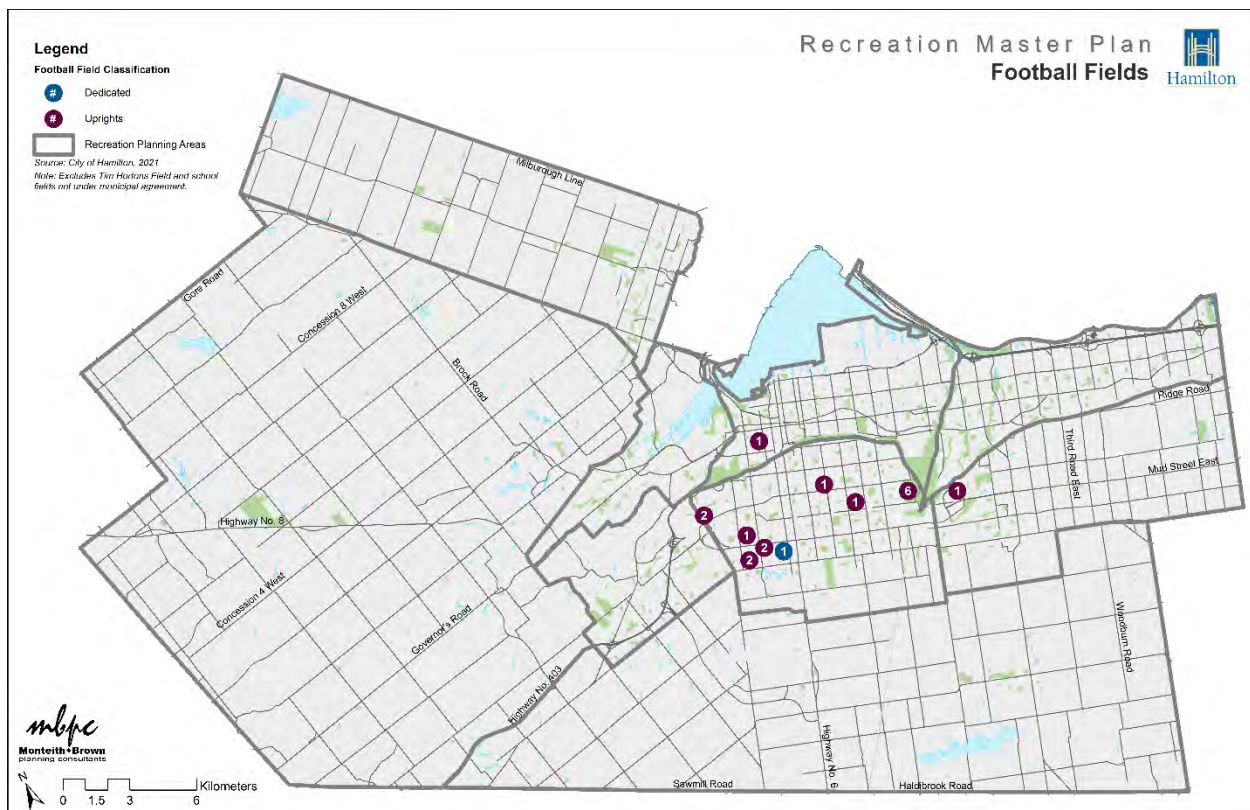 Legend
Football Field Classification
# Dedicated
# Uprights
Recreation Planning Areas
Source: City of Hamilton, 2021
Note: Excludes Tim Hortons Field and school
fields not under municipal agreement.
Recreation Master Plan
Football Fields
Hamilton
Milburough Line
Gore Road
Concession 8 West
Brock Road
Ridge Road
Third Road East
Mud Street East
1
1
1
6
1
2
1
2
1
2
Highway No. 8
Concession 4 West
Governor's Road
Woodburn Road
Highway No. 403
Highway No. 6
Sawmill Road
Haldibrook Road
mbpc
Monteith+Brown
planning consultants
N
0 1.5 3 6
Kilometers